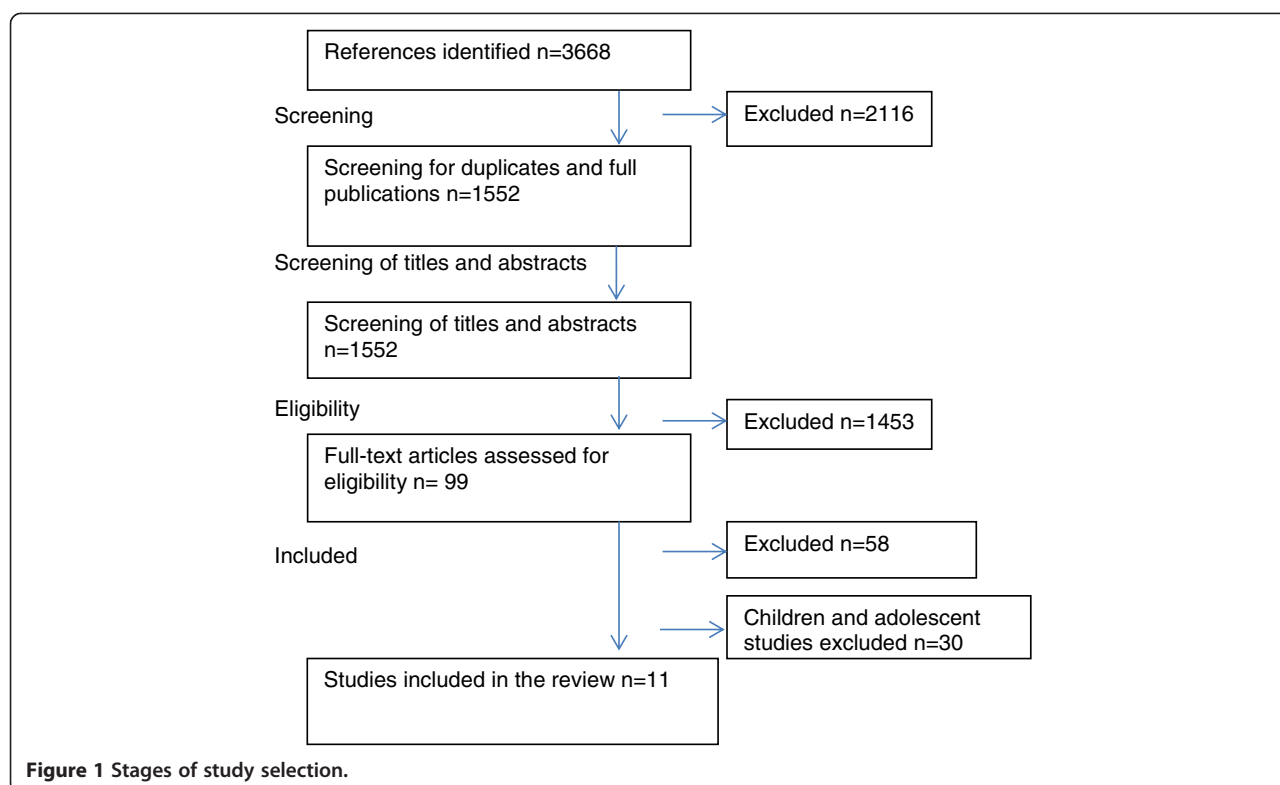 References identified n=3668
Screening
Excluded n=2116
Screening for duplicates and full
publications n=1552
Screening of titles and abstracts
Screening of titles and abstracts
n=1552
Eligibility
Excluded n=1453
Full-text articles assessed for
eligibility n= 99
Included
Excluded n=58
Children and adolescent
studies excluded n=30
Studies included in the review n=11
Figure 1 Stages of study selection.